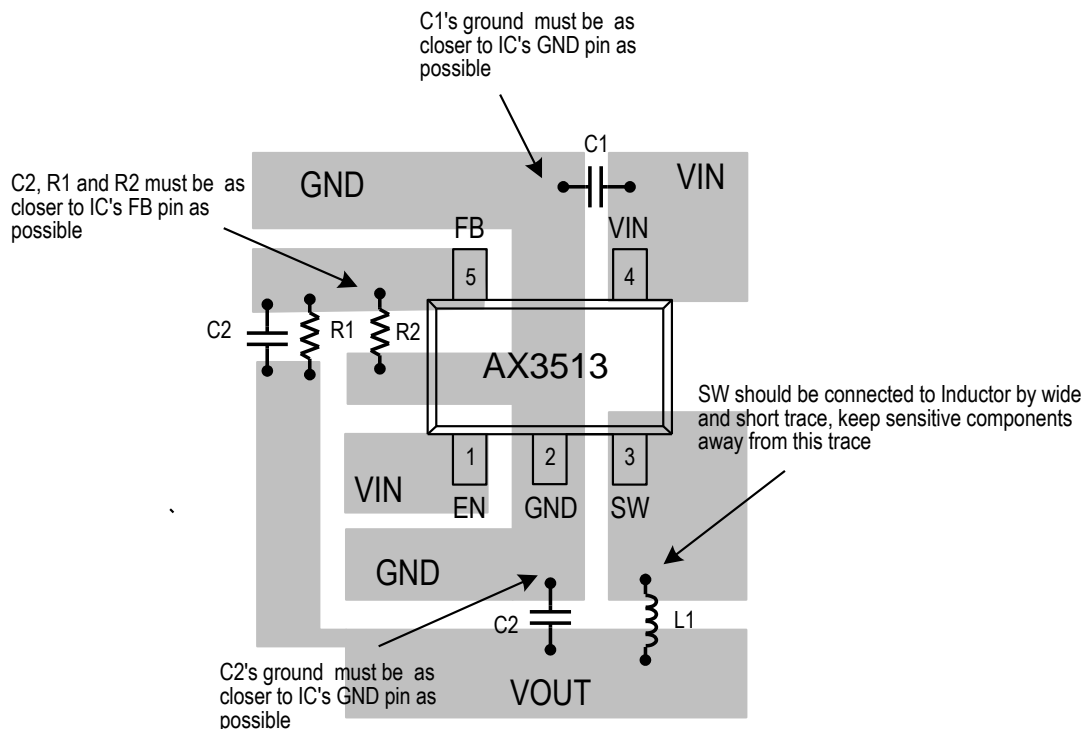 C1's ground must be as
closer to IC's GND pin as
possible
C1
GND
VIN
C2, R1 and R2 must be as
closer to IC's FB pin as
possible
FB
VIN
5
4
C2
R1
R2
AX3513
SW should be connected to Inductor by wide
and short trace, keep sensitive components
away from this trace
1
2
3
VIN
EN
GND
SW
GND
C2
L1
C2's ground must be as
closer to IC's GND pin as
possible
VOUT